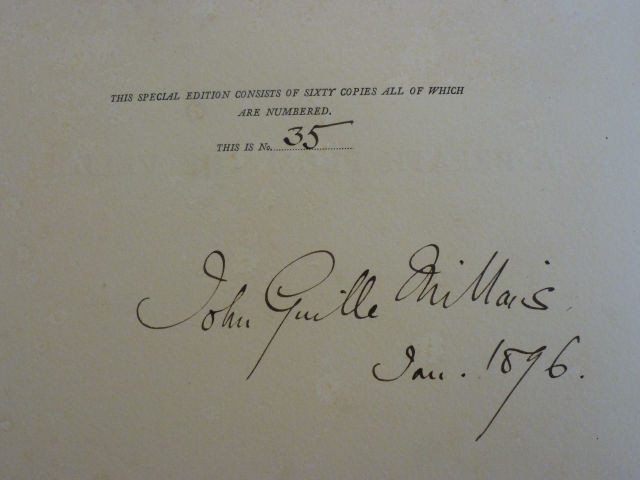 THIS SPECIAL EDITION CONSISTS OF SIXTY COPIES ALL OF WHICH
ARE NUMBERED.
THIS IS No. 35
John Guille Millais
Jan. 1896.